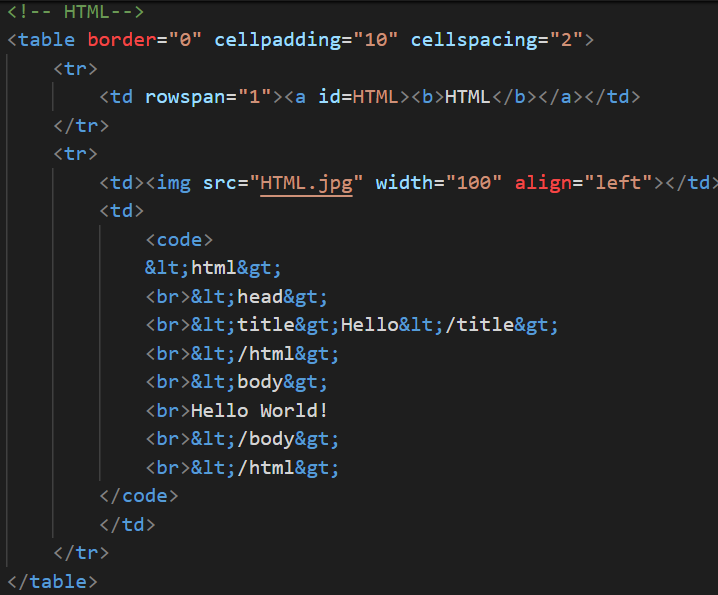 <!-- HTML-->
<table border="0" cellpadding="10" cellspacing="2">
    <tr>
        <td rowspan="1"><a id=HTML><b>HTML</b></a></td>
    </tr>
    <tr>
        <td><img src="HTML.jpg" width="100" align="left"></td>
        <td>
            <code>
            &lt;html&gt;
            <br>&lt;head&gt;
            <br>&lt;title&gt;Hello&lt;/title&gt;
            <br>&lt;/html&gt;
            <br>&lt;body&gt;
            <br>Hello World!
            <br>&lt;/body&gt;
            <br>&lt;/html&gt;
        </code>
        </td>
    </tr>
</table>